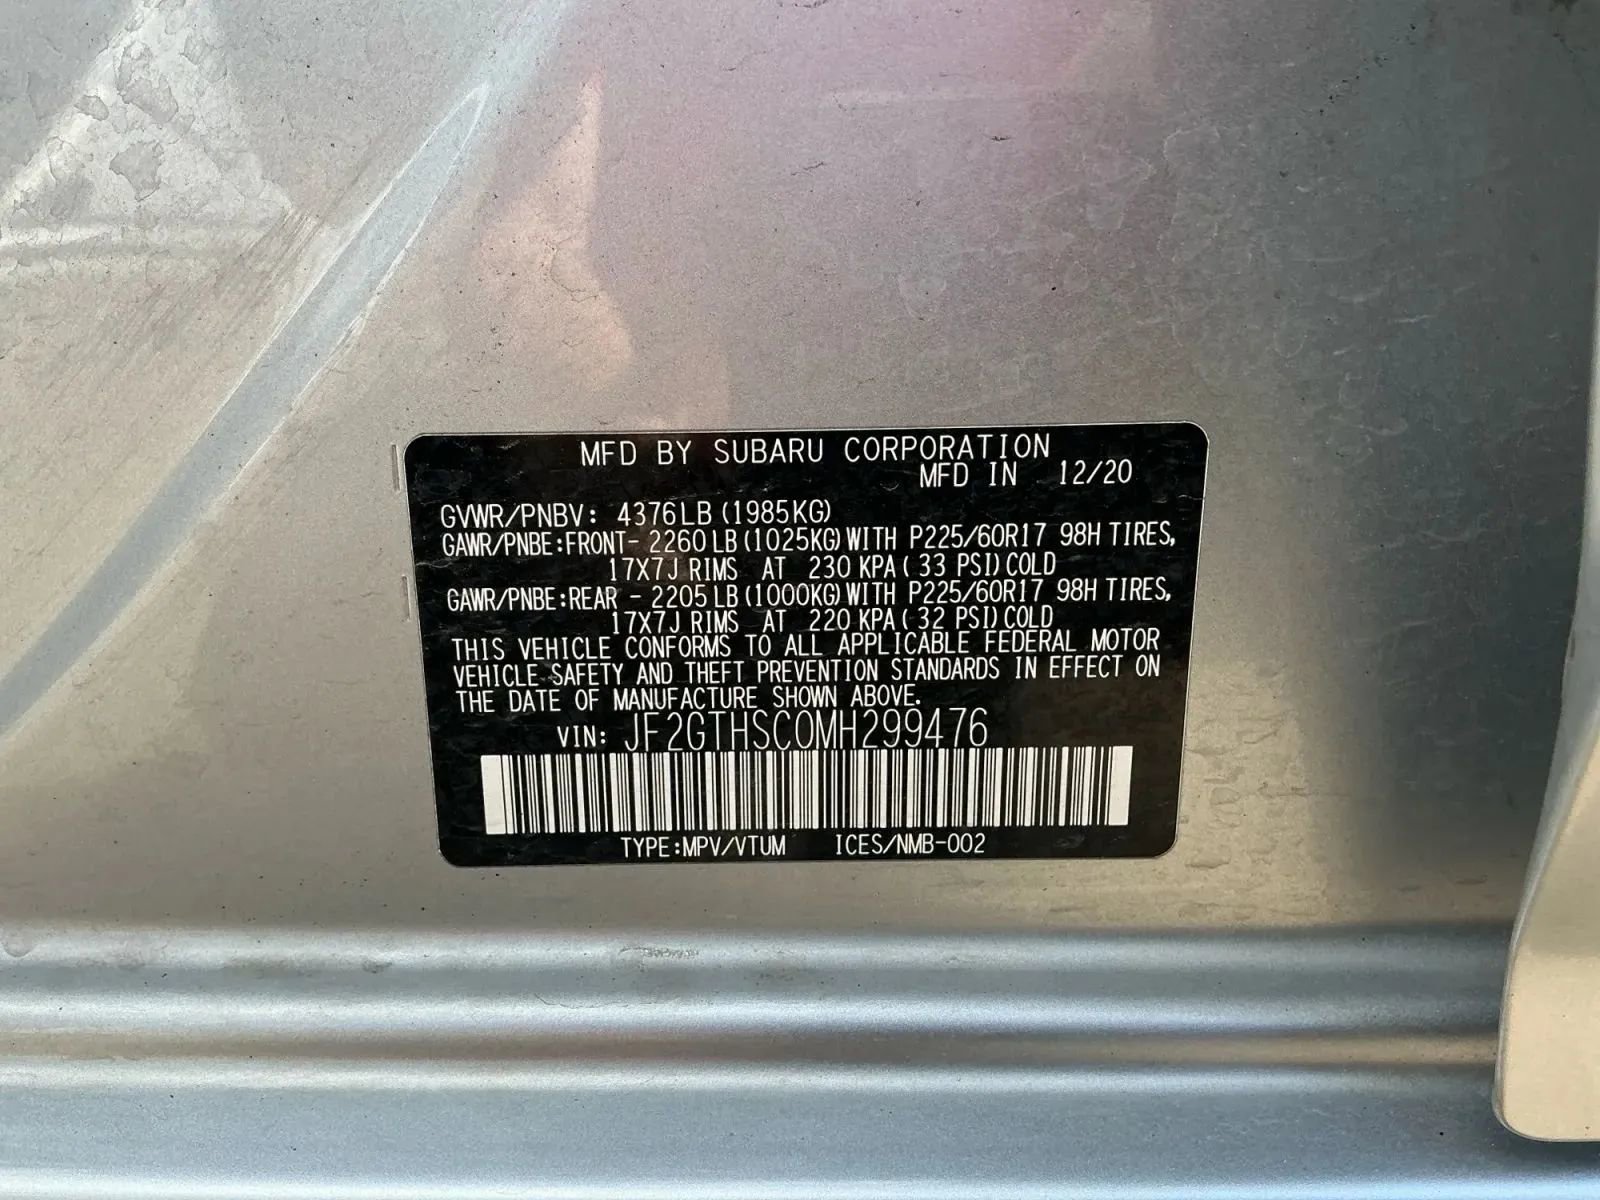 MFD BY SUBARU CORPORATION
MFD IN 12/20
GVWR/PNBV: 4376LB (1985KG)
GAWR/PNBE:FRONT- 2260 LB (1025KG) WITH P225/60R17 98H TIRES,
17X7J RIMS AT 230 KPA ( 33 PSI) COLD
GAWR/PNBE:REAR - 2205 LB (1000KG) WITH P225/60R17 98H TIRES,
17X7J RIMS AT 220 KPA ( 32 PSI) COLD
THIS VEHICLE CONFORMS TO ALL APPLICABLE FEDERAL MOTOR
VEHICLE SAFETY AND THEFT PREVENTION STANDARDS IN EFFECT ON
THE DATE OF MANUFACTURE SHOWN ABOVE.
VIN: JF2GTHSC0MH299476
TYPE:MPV/VTUM ICES/NMB-002